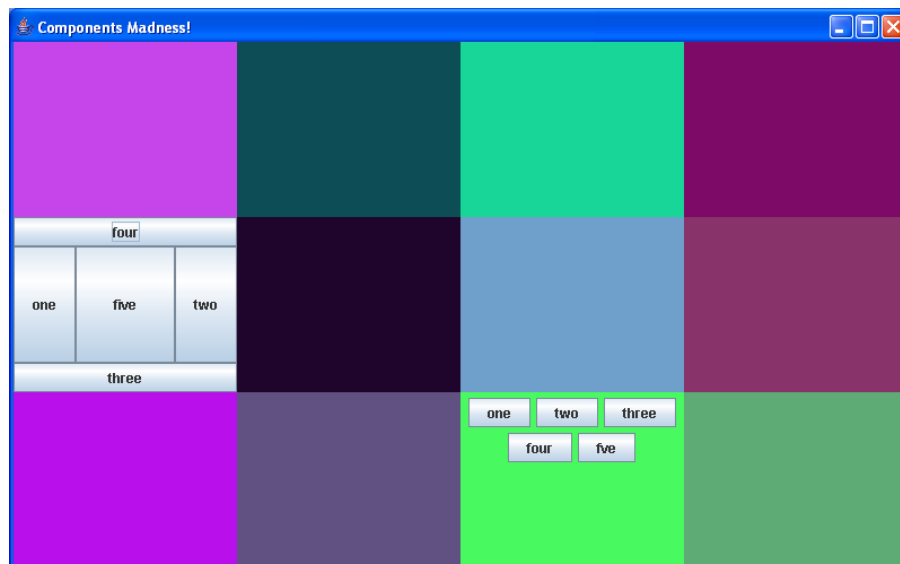 Components Madness!
four
one five two
three
one two three
four fve